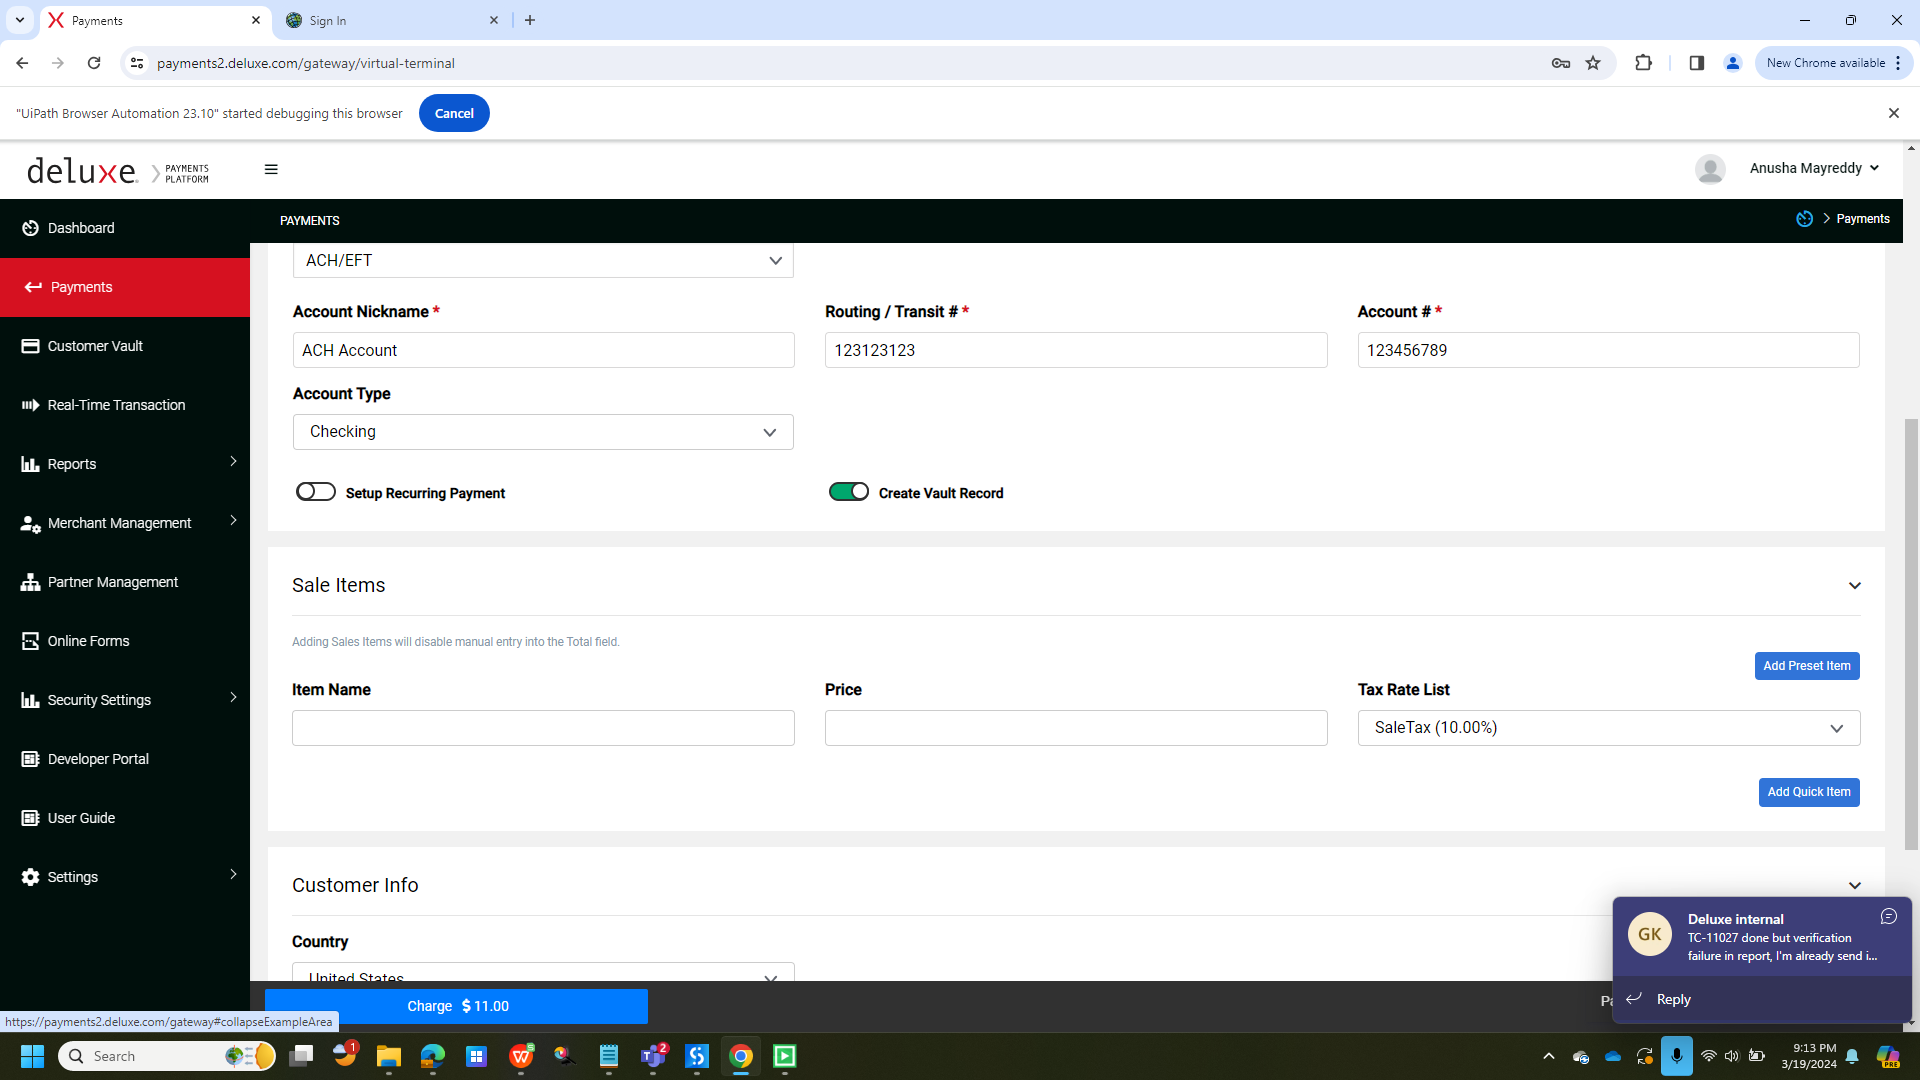 Payments
Sign In
payments2.deluxe.com/gateway/virtual-terminal
New Chrome available
"UiPath Browser Automation 23.10" started debugging this browser
Cancel
deluxe. PAYMENTS PLATFORM
Anusha Mayreddy
Dashboard
PAYMENTS
Payments
Payments
Customer Vault
Real-Time Transaction
Reports
Merchant Management
Partner Management
Online Forms
Security Settings
Developer Portal
User Guide
Settings
ACH/EFT
Account Nickname *
Routing / Transit # *
Account # *
ACH Account
123123123
123456789
Account Type
Checking
Setup Recurring Payment
Create Vault Record
Sale Items
Adding Sales Items will disable manual entry into the Total field.
Add Preset Item
Item Name
Price
Tax Rate List
SaleTax (10.00%)
Add Quick Item
Customer Info
Country
United States
Charge $ 11.00
Pa
GK
Deluxe internal
TC-11027 done but verification
failure in report, I'm already send i...
Reply
https://payments2.deluxe.com/gateway#collapseExampleArea
Search
1
2
9:13 PM
3/19/2024
PRE